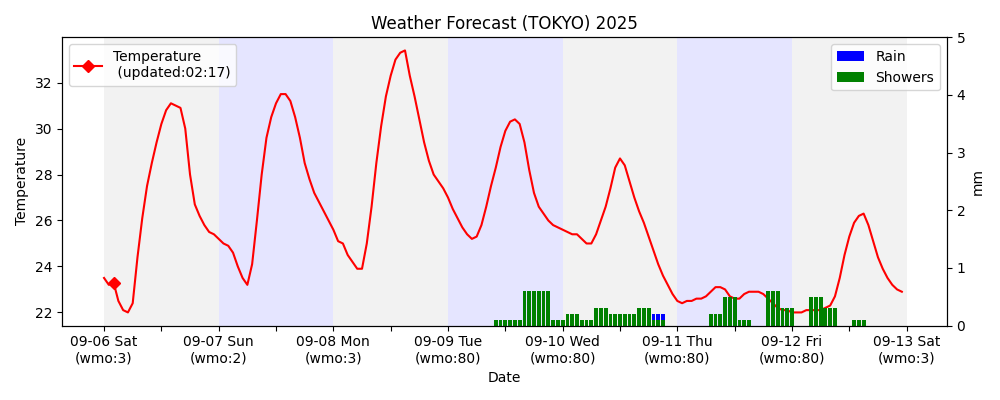 Weather Forecast (TOKYO) 2025
Temperature
(updated:02:17)
Rain
Showers
Temperature
32
30
28
26
24
22
5
4
3
2
1
0
mm
09-06 Sat
(wmo:3)
09-07 Sun
(wmo:2)
09-08 Mon
(wmo:3)
09-09 Tue
(wmo:80)
09-10 Wed
(wmo:80)
09-11 Thu
(wmo:80)
09-12 Fri
(wmo:80)
09-13 Sat
(wmo:3)
Date